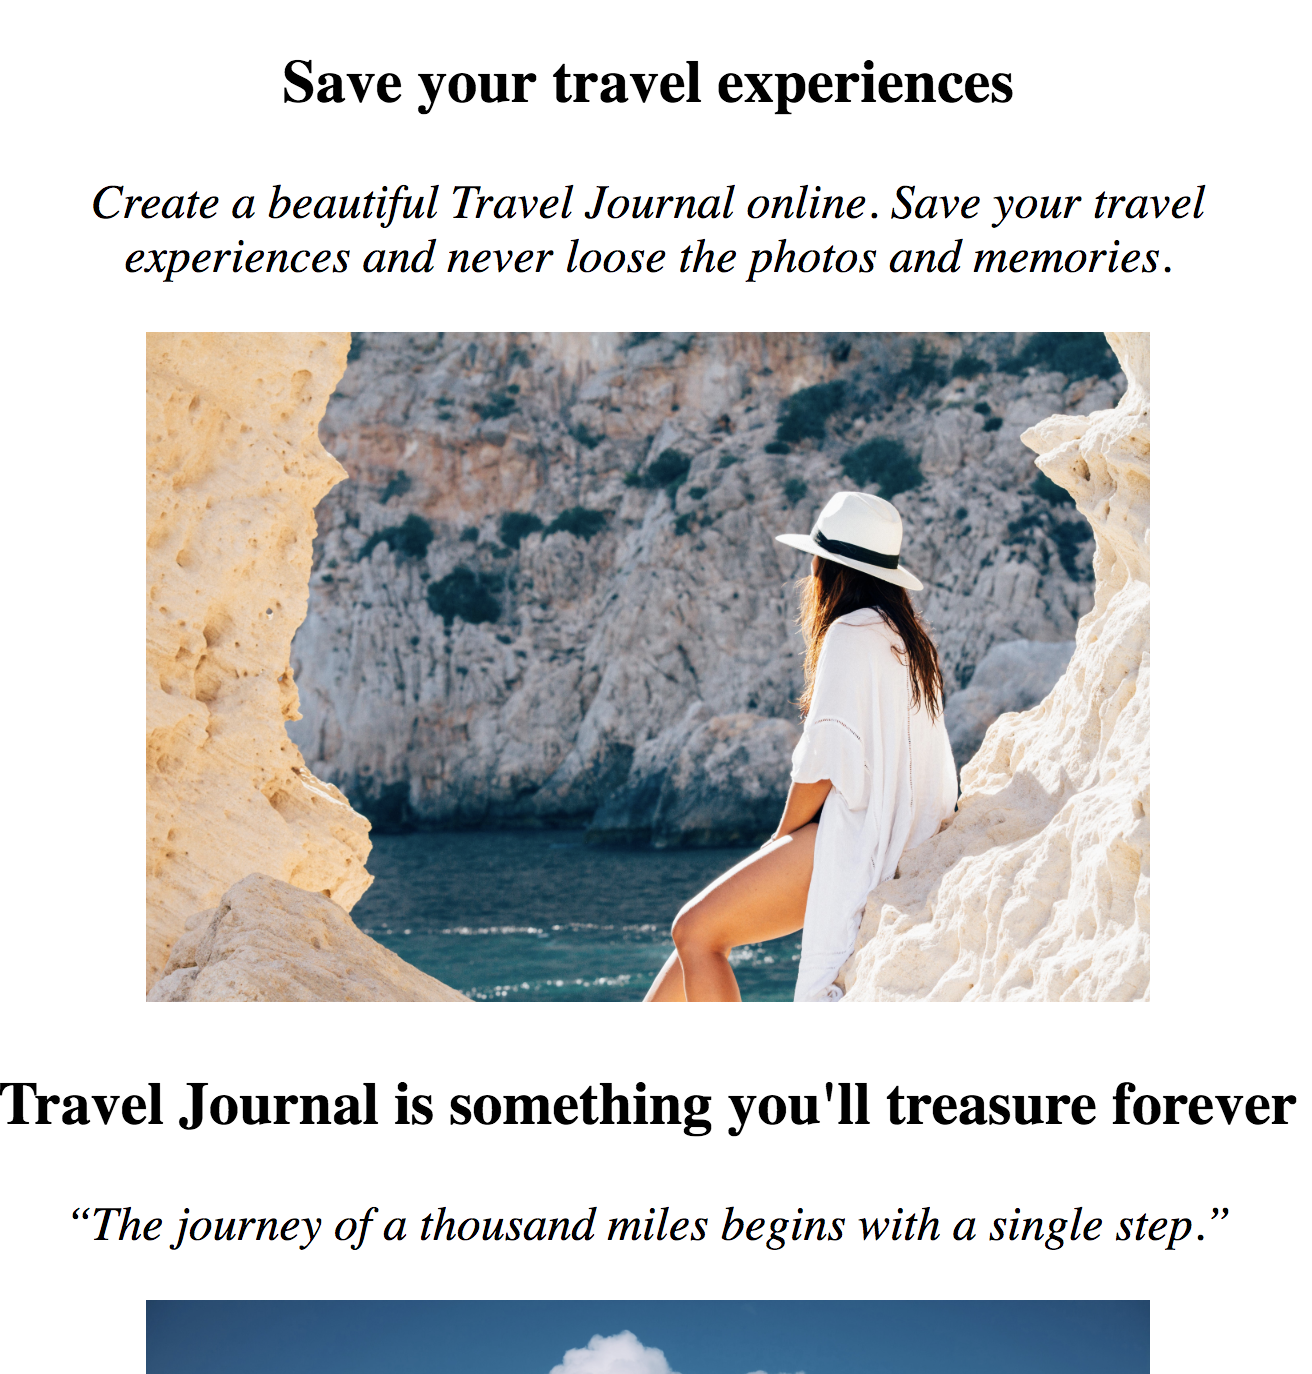 Save your travel experiences
Create a beautiful Travel Journal online. Save your travel
experiences and never loose the photos and memories.
Travel Journal is something you'll treasure forever
“The journey of a thousand miles begins with a single step.”